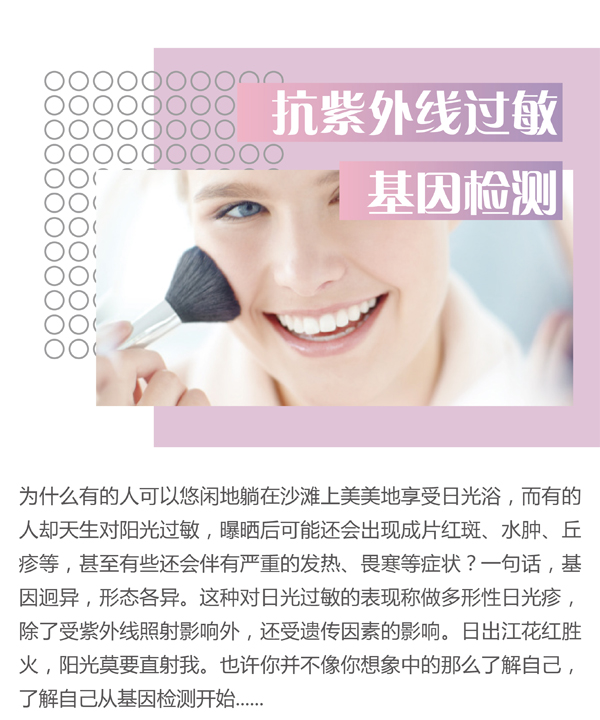 抗紫外线过敏
基因检测
为什么有的人可以悠闲地躺在沙滩上美美地享受日光浴，而有的
人却天生对阳光过敏，曝晒后可能还会出现成片红斑、水肿、丘
疹等，甚至有些还会伴有严重的发热、畏寒等症状？一句话，基
因迥异，形态各异。这种对日光过敏的表现称做多形性日光疹，
除了受紫外线照射影响外，还受遗传因素的影响。日出江花红胜
火，阳光莫要直射我。也许你并不像你想象中的那么了解自己，
了解自己从基因检测开始......